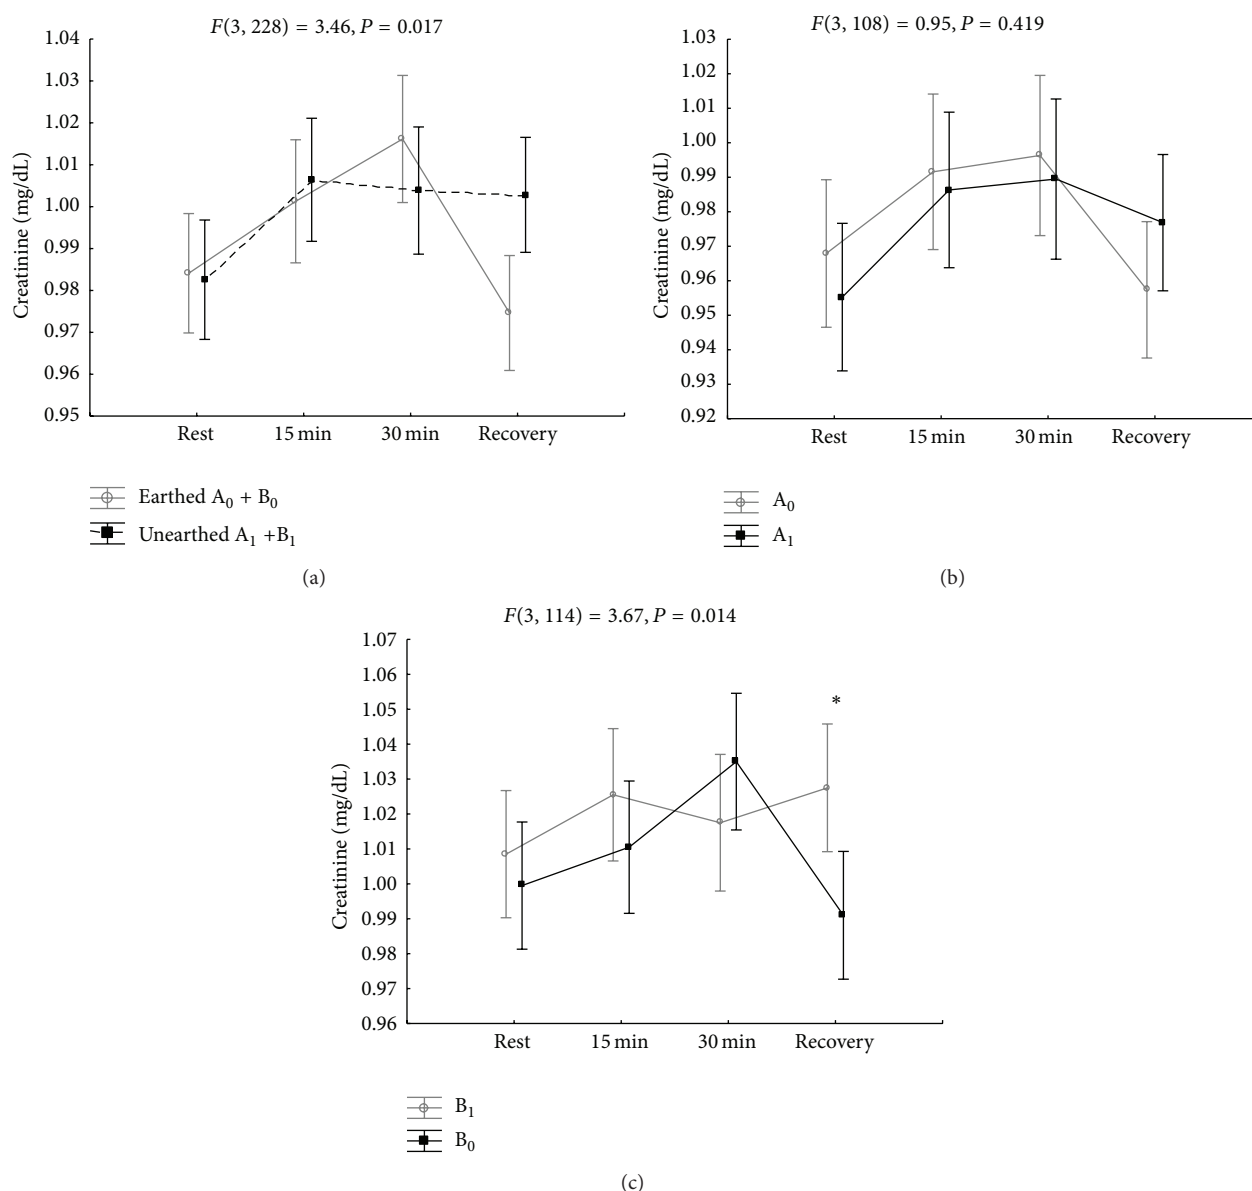 F(3, 228) = 3.46, P = 0.017
1.04
1.03
1.02
1.01
1.00
0.99
0.98
0.97
0.96
0.95
Creatinine (mg/dL)
Rest 15 min 30 min Recovery
Earthed A₀ + B₀
Unearthed A₁ +B₁
(a)
F(3, 108) = 0.95, P = 0.419
1.03
1.02
1.01
1.00
0.99
0.98
0.97
0.96
0.95
0.94
0.93
0.92
Creatinine (mg/dL)
Rest 15 min 30 min Recovery
A₀
A₁
(b)
F(3, 114) = 3.67, P = 0.014
1.07
1.06
1.05
1.04
1.03
1.02
1.01
1.00
0.99
0.98
0.97
0.96
Creatinine (mg/dL)
*
Rest 15 min 30 min Recovery
B₁
B₀
(c)